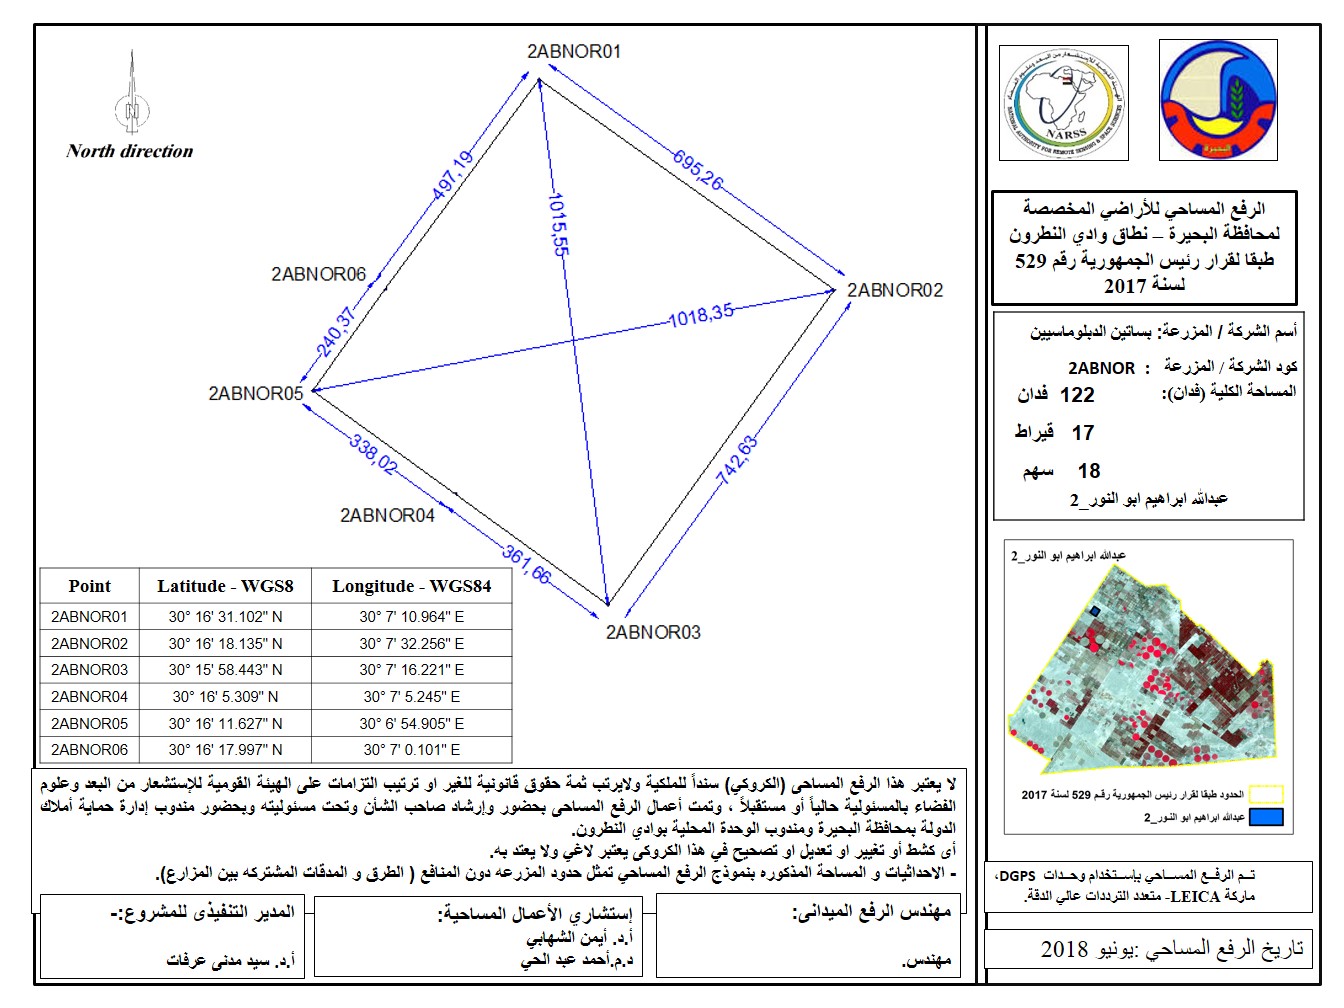 2ABNOR01
North direction
497,19
695,26
1015,55
2ABNOR06
2ABNOR02
240,37
1018,35
2ABNOR05
338,02
742,63
2ABNOR04
361,66
2ABNOR03
Point Latitude - WGS8 Longitude - WGS84
2ABNOR01 30° 16' 31.102" N 30° 7' 10.964" E
2ABNOR02 30° 16' 18.135" N 30° 7' 32.256" E
2ABNOR03 30° 15' 58.443" N 30° 7' 16.221" E
2ABNOR04 30° 16' 5.309" N 30° 7' 5.245" E
2ABNOR05 30° 16' 11.627" N 30° 6' 54.905" E
2ABNOR06 30° 16' 17.997" N 30° 7' 0.101" E
لا يعتبر هذا الرفع المساحى (الكروكي) سنداً للملكية ولايرتب ثمة حقوق قانونية للغير او ترتيب التزامات على الهيئة القومية للإستشعار من البعد وعلوم
الفضاء بالمسئولية حالياً أو مستقبلاً ، وتمت أعمال الرفع المساحى بحضور وإرشاد صاحب الشأن وتحت مسئوليته وبحضور مندوب إدارة حماية أملاك
الدولة بمحافظة البحيرة ومندوب الوحدة المحلية بوادي النطرون.
أى كشط أو تغيير او تعديل او تصحيح في هذا الكروكى يعتبر لاغي ولا يعتد به.
- الاحداثيات و المساحة المذكوره بنموذج الرفع المساحي تمثل حدود المزرعه دون المنافع ( الطرق و المدقات المشتركه بين المزارع).
مهندس الرفع الميدانى:
مهندس.
إستشاري الأعمال المساحية:
أ.د. أيمن الشهابي
د.م.أحمد عبد الحي
المدير التنفيذى للمشروع:-
أ.د. سيد مدنى عرفات
NARSS
NATIONAL AUTHORITY FOR REMOTE SENSING & SPACE SCIENCES
البحيرة
الرفع المساحي للأراضي المخصصة
لمحافظة البحيرة – نطاق وادي النطرون
طبقا لقرار رئيس الجمهورية رقم 529
لسنة 2017
أسم الشركة / المزرعة: بساتين الدبلوماسيين
كود الشركة / المزرعة : 2ABNOR
المساحة الكلية (فدان): 122 فدان
17 قيراط
18 سهم
عبدالله ابراهيم ابو النور_2
عبدالله ابراهيم ابو النور_2
الحدود طبقا لقرار رئيس الجمهورية رقم 529 لسنة 2017
عبدالله ابراهيم ابو النور_2
تـم الرفـع المسـاحي بإسـتخدام وحـدات DGPS،
ماركة LEICA- متعدد الترددات عالي الدقة.
تاريخ الرفع المساحي :يونيو 2018